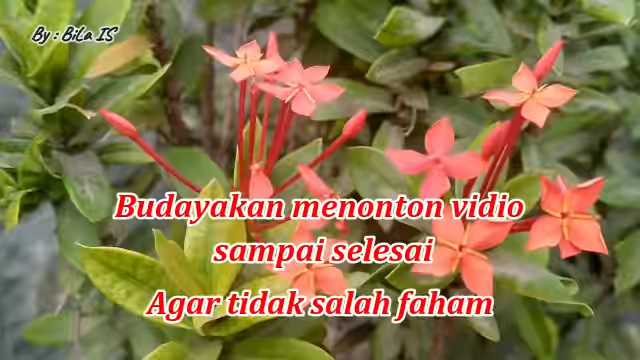 By : BiLa IS
Budayakan menonton vidio
sampai selesai
Agar tidak salah faham